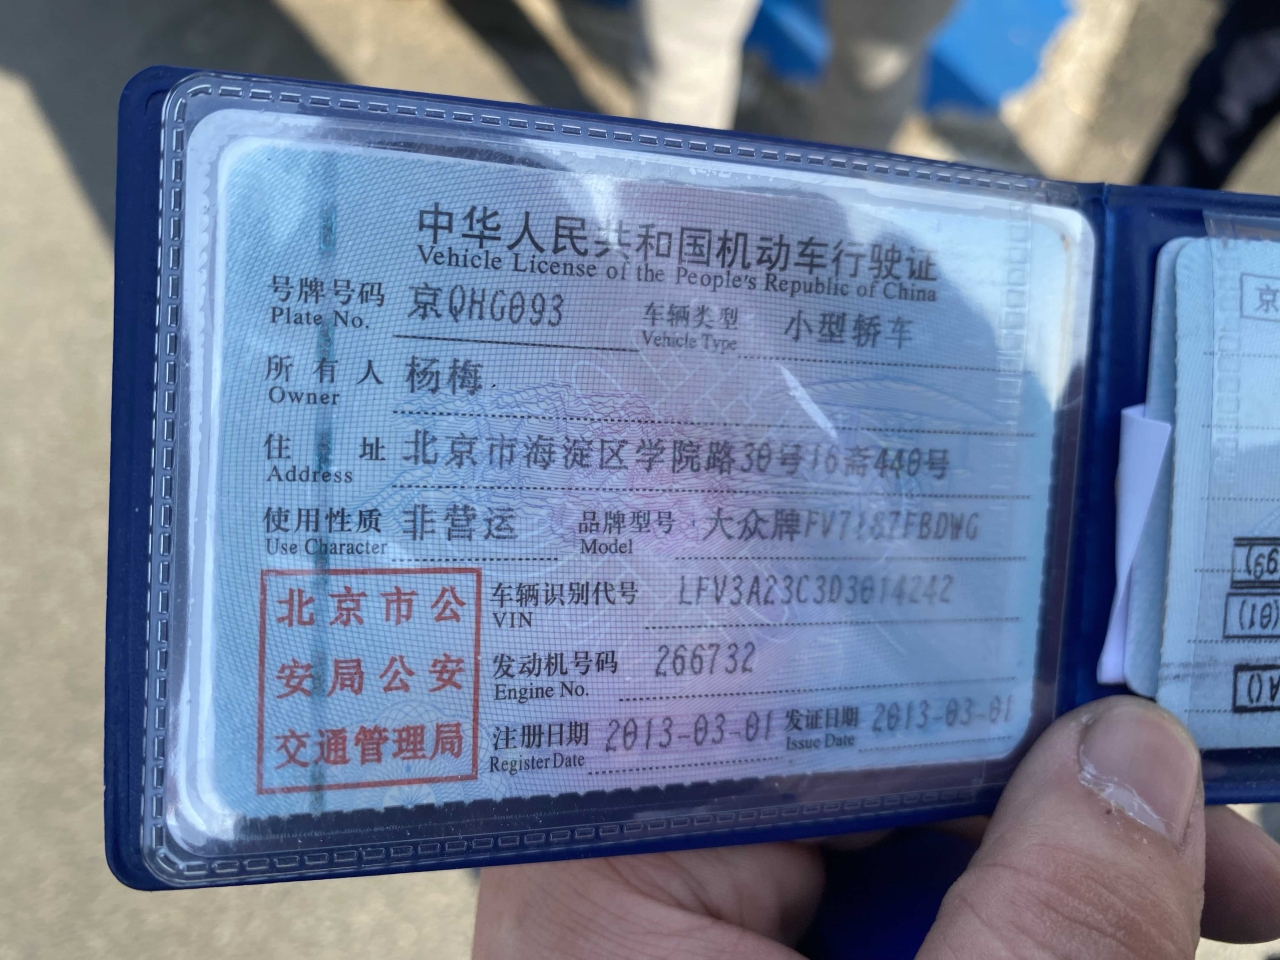 中华人民共和国机动车行驶证
Vehicle License of the People's Republic of China
号牌号码 京QHG093 车辆类型 小型轿车
Plate No. Vehicle Type
所有人 杨梅
Owner
住址 北京市海淀区学院路30号16斋440号
Address
使用性质 非营运 品牌型号 大众牌FV7187FBDWG
Use Character Model
车辆识别代号 LFV3A23C3D3014242
VIN
发动机号码 266732
Engine No.
注册日期 2013-03-01 发证日期 2013-03-01
Register Date Issue Date
北京市公
安局公安
交通管理局
京